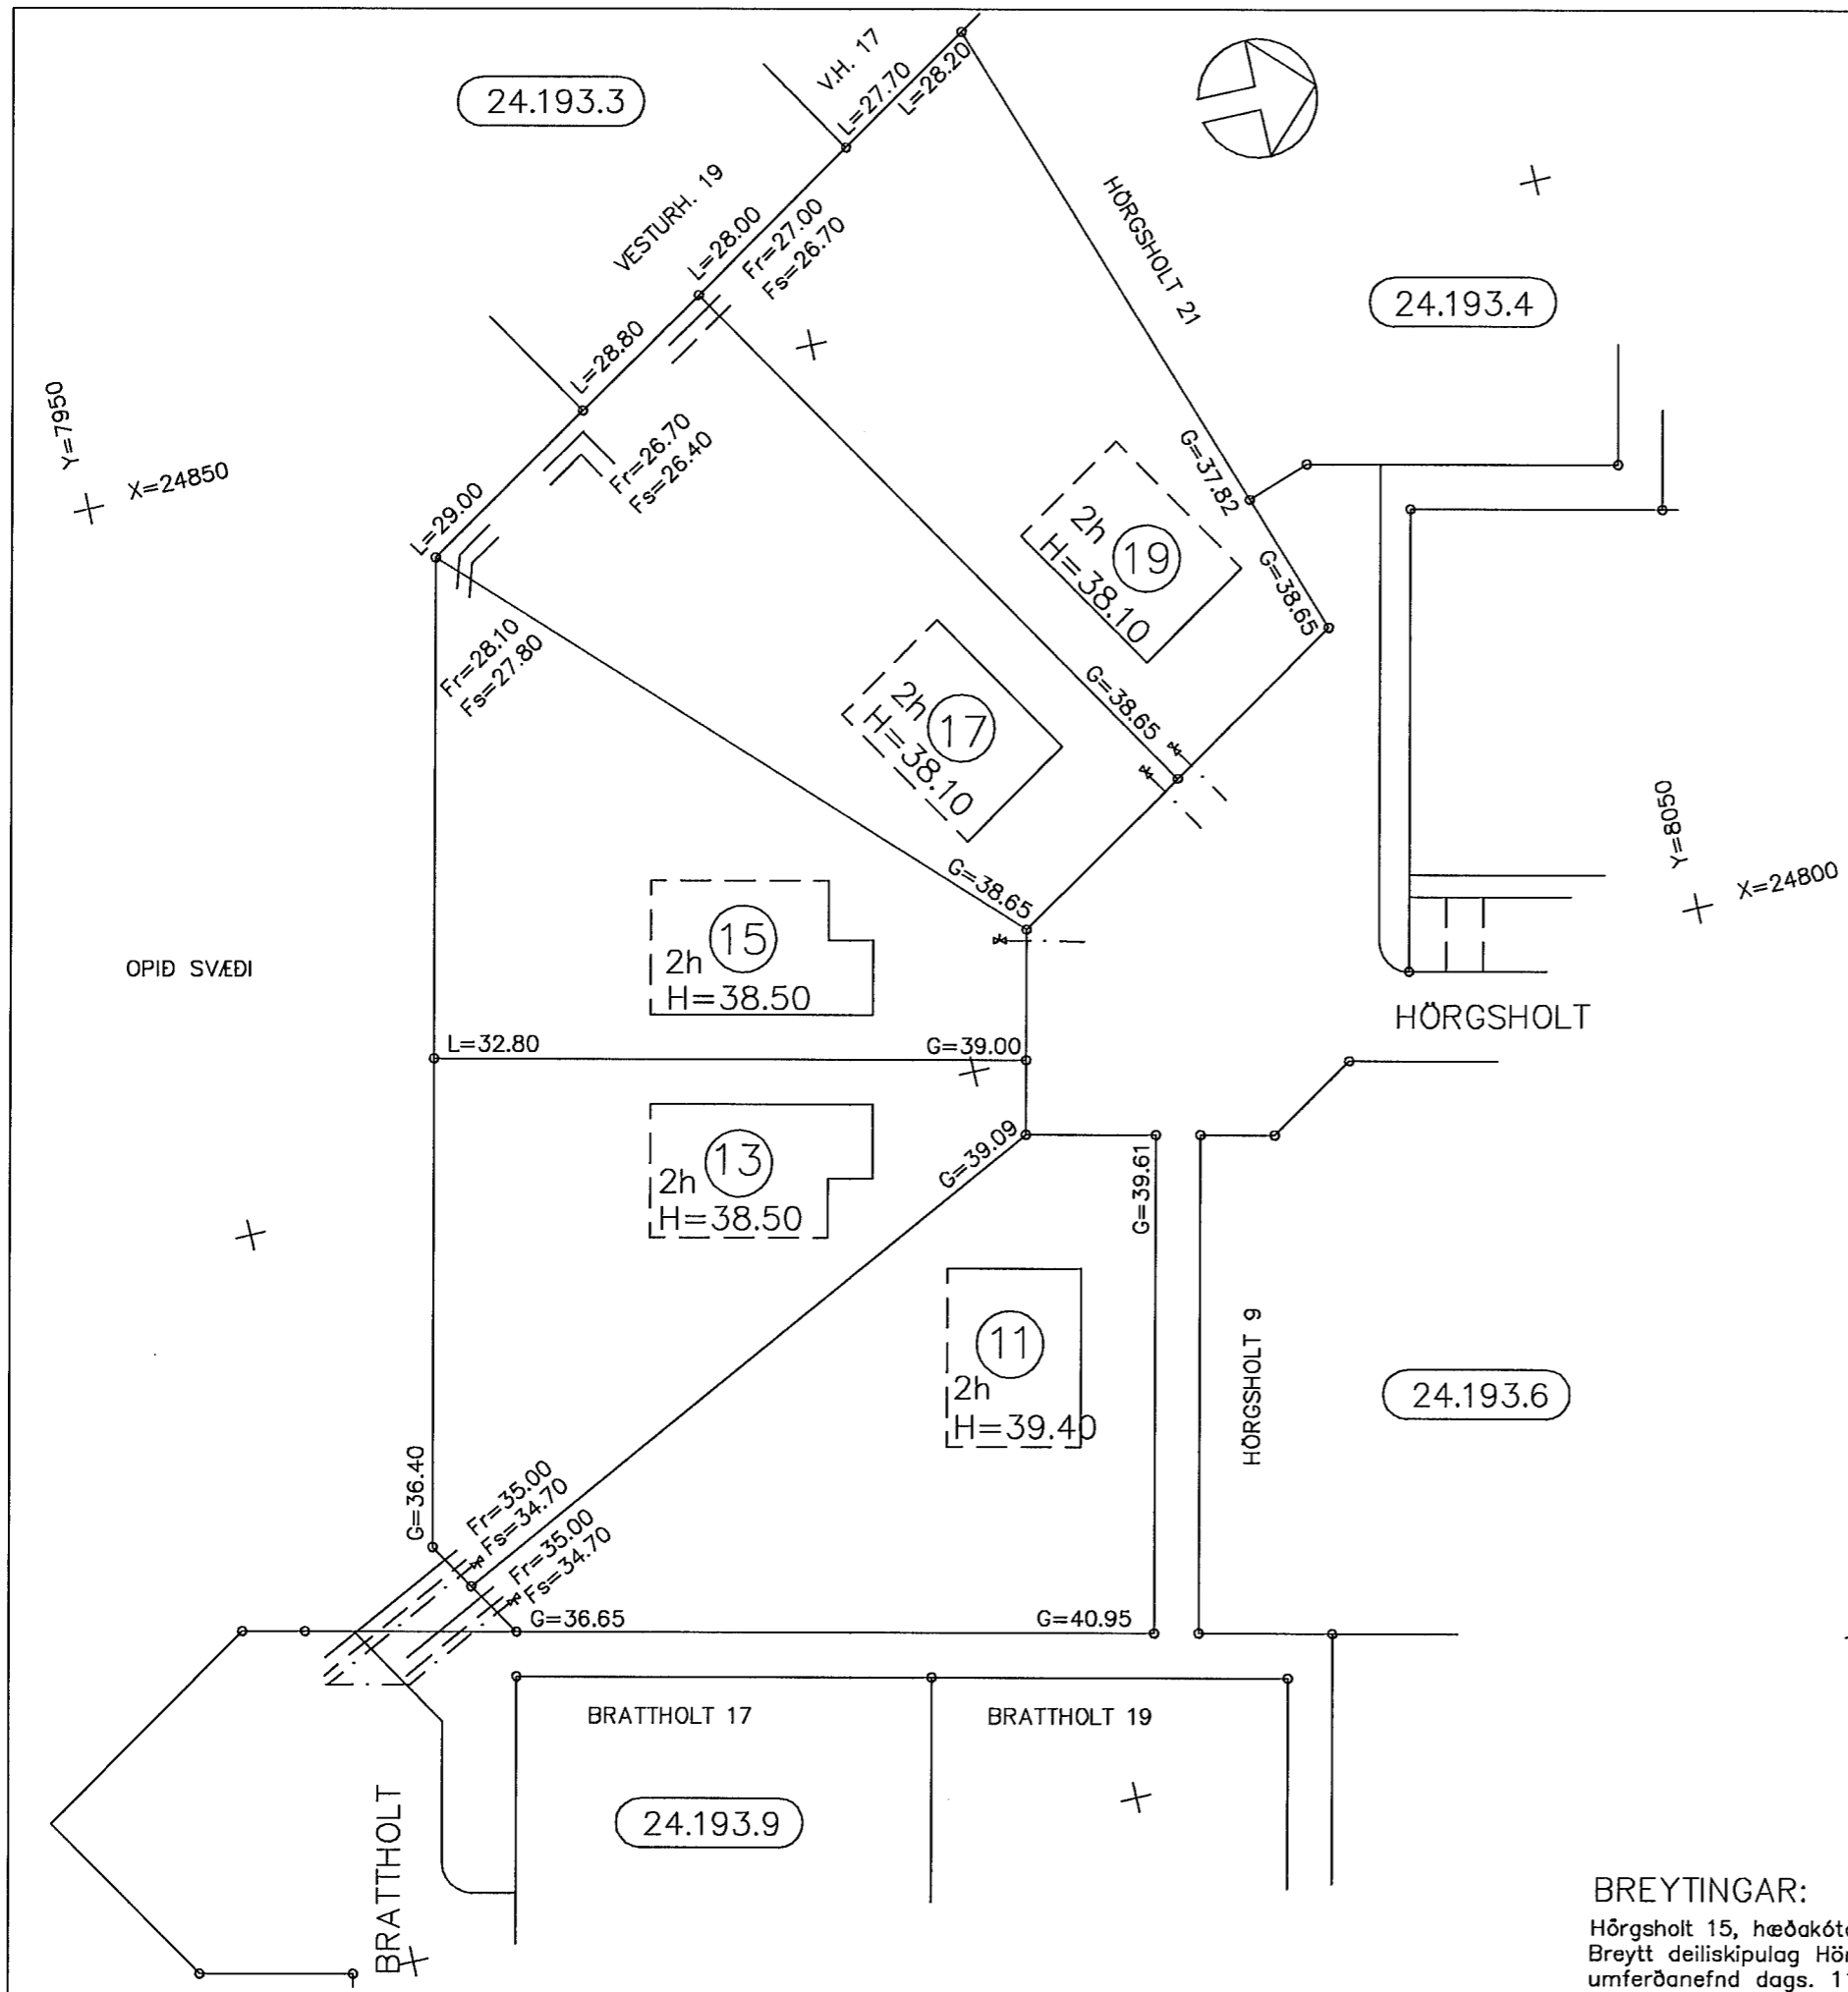 24.193.3
V.H. 17
L=27.70
L=28.20
VESTURH. 19
L=28.00
Fr=27.00
Fs=26.70
HÖRGSHOLT 21
24.193.4
L=28.80
Fr=26.70
Fs=26.40
Y=7950
X=24850
L=29.00
G=37.82
2h
19
H=38.10
G=38.65
Fr=28.10
Fs=27.80
2h
17
H=38.10
G=38.65
G=38.65
Y=8050
X=24800
15
2h
H=38.50
OPIÐ SVÆÐI
HÖRGSHOLT
L=32.80
G=39.00
13
2h
H=38.50
G=39.09
G=39.61
11
2h
H=39.40
HÖRGSHOLT 9
24.193.6
G=36.40
Fr=35.00
Fs=34.70
Fr=35.00
Fs=34.70
G=36.65
G=40.95
BRATTHOLT 17
BRATTHOLT 19
BRATTHOLT
24.193.9
BREYTINGAR:
Hörgsholt 15,
Breytt deiliskipulag
umferðanefnd dags.